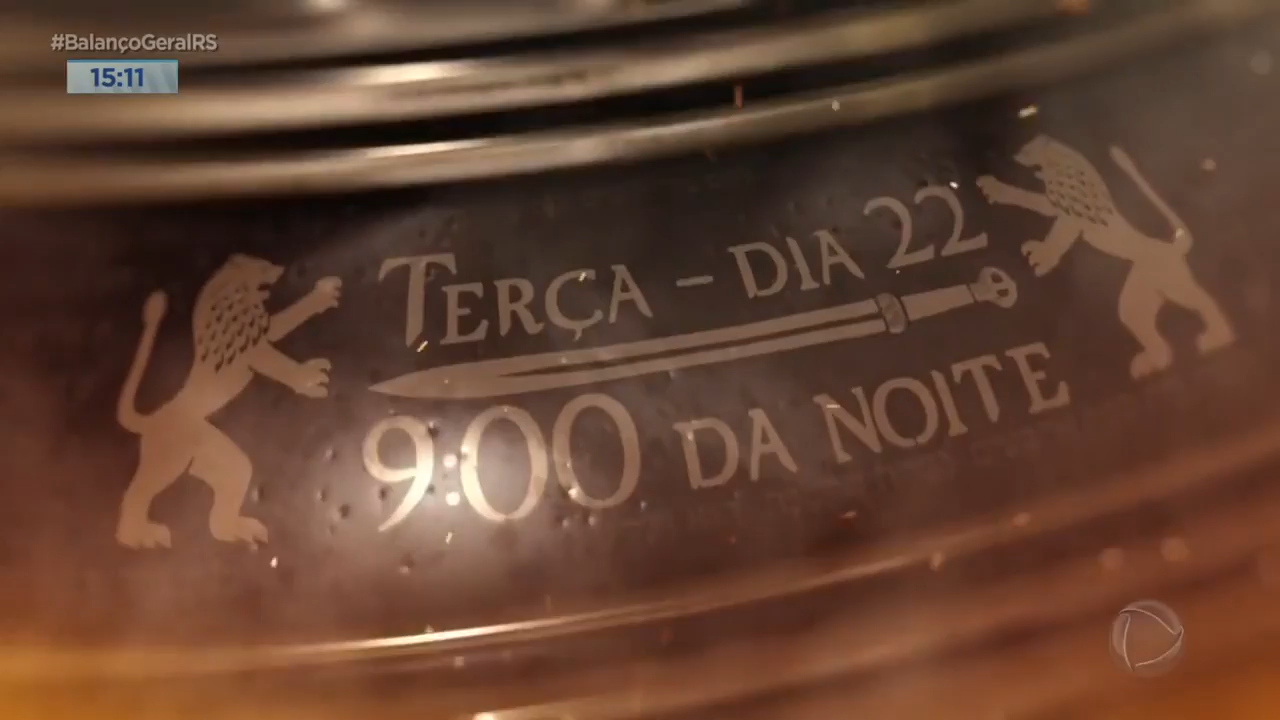 #BalançoGeralRS
15:11
TERÇA – DIA 22
9:00 DA NOITE